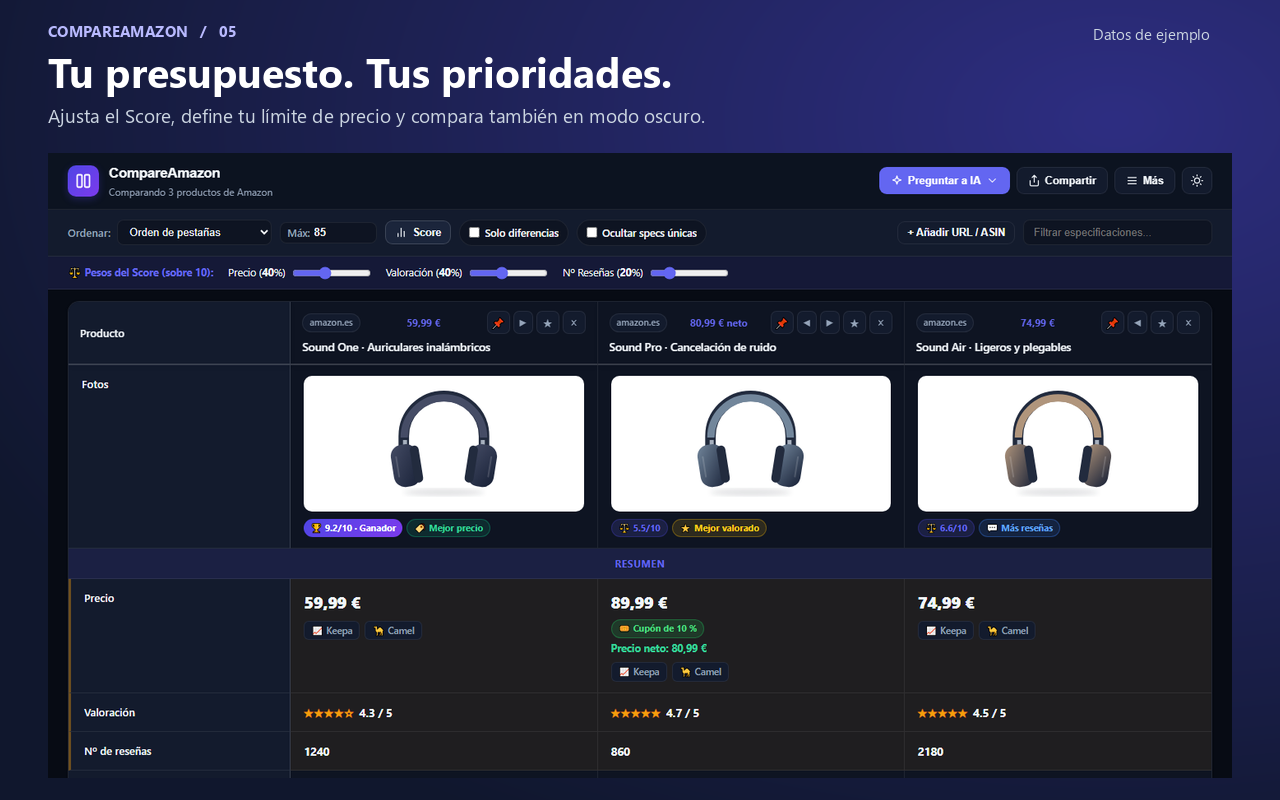 COMPAREAMAZON / 05
Datos de ejemplo
Tu presupuesto. Tus prioridades.
Ajusta el Score, define tu límite de precio y compara también en modo oscuro.
CompareAmazon
Comparando 3 productos de Amazon
Preguntar a IA
Compartir
Más
Ordenar: Orden de pestañas
Máx: 85
Score
Solo diferencias
Ocultar specs únicas
+ Añadir URL / ASIN
Filtrar especificaciones...
Pesos del Score (sobre 10): Precio (40%) Valoración (40%) Nº Reseñas (20%)
Producto
amazon.es 59,99 € x
Sound One · Auriculares inalámbricos
amazon.es 80,99 € neto x
Sound Pro · Cancelación de ruido
amazon.es 74,99 € x
Sound Air · Ligeros y plegables
Fotos
9.2/10 · Ganador Mejor precio
5.5/10 Mejor valorado
6.6/10 Más reseñas
RESUMEN
Precio
59,99 €
Keepa Camel
89,99 €
Cupón de 10 %
Precio neto: 80,99 €
Keepa Camel
74,99 €
Keepa Camel
Valoración
★★★★☆ 4.3 / 5
★★★★★ 4.7 / 5
★★★★★ 4.5 / 5
Nº de reseñas
1240
860
2180